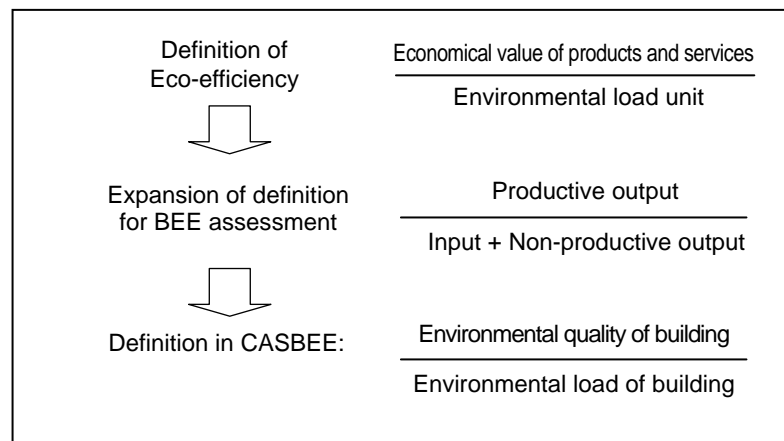 Definition of
Eco-efficiency
Economical value of products and services
Environmental load unit
Expansion of definition
for BEE assessment
Productive output
Input + Non-productive output
Definition in CASBEE:
Environmental quality of building
Environmental load of building